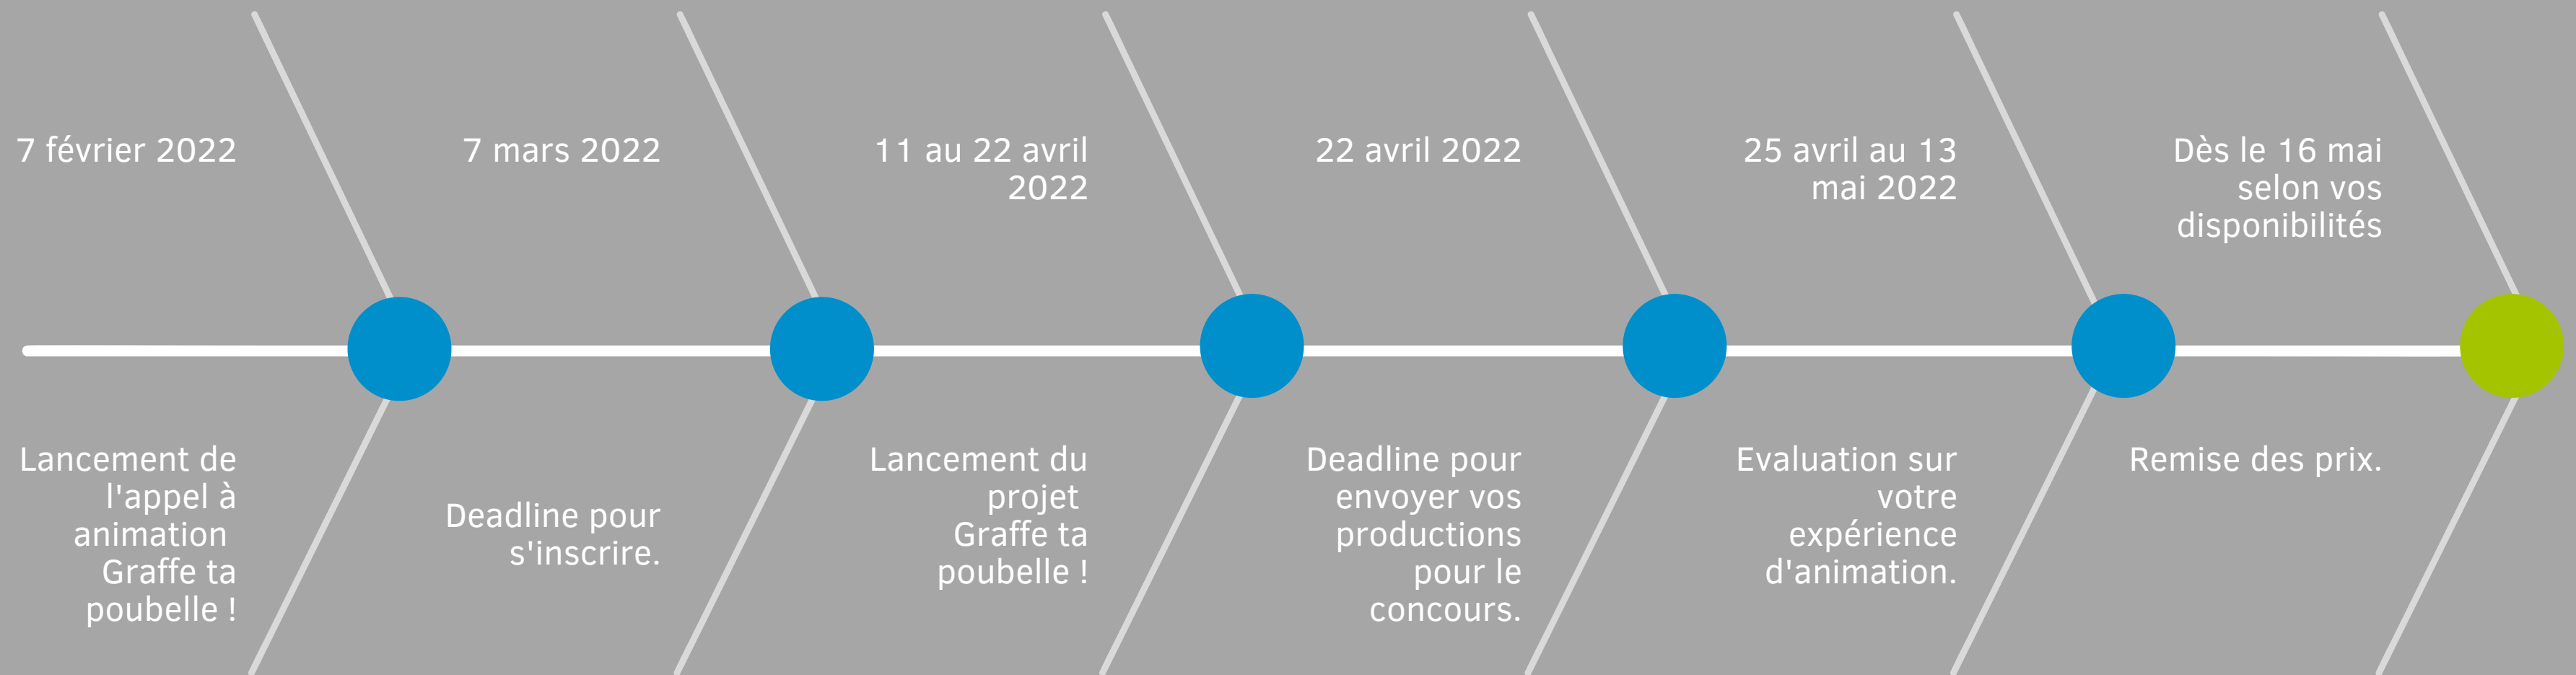 7 février 2022
Lancement de
l'appel à
animation
Graffe ta
poubelle !
7 mars 2022
Deadline pour
s'inscrire.
11 au 22 avril
2022
Lancement du
projet
Graffe ta
poubelle !
22 avril 2022
Deadline pour
envoyer vos
productions
pour le
concours.
25 avril au 13
mai 2022
Evaluation sur
votre
expérience
d'animation.
Dès le 16 mai
selon vos
disponibilités
Remise des prix.